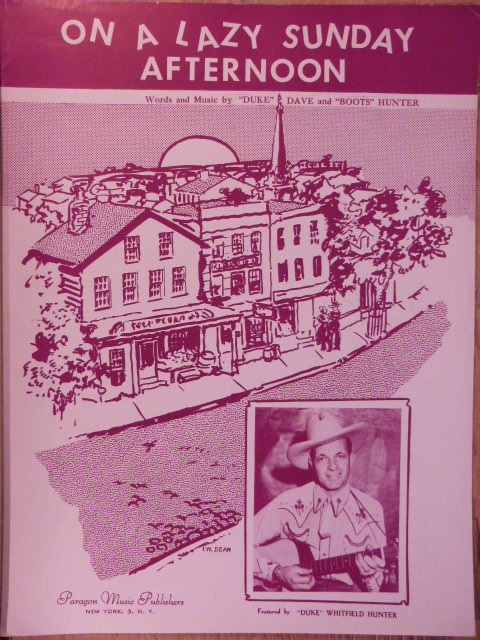 ON A LAZY SUNDAY
AFTERNOON
Words and Music by "DUKE" DAVE and "BOOTS" HUNTER
I.N. DEAN
Paragon Music Publishers
NEW YORK, 3, N. Y.
Featured by "DUKE" WHITFIELD HUNTER